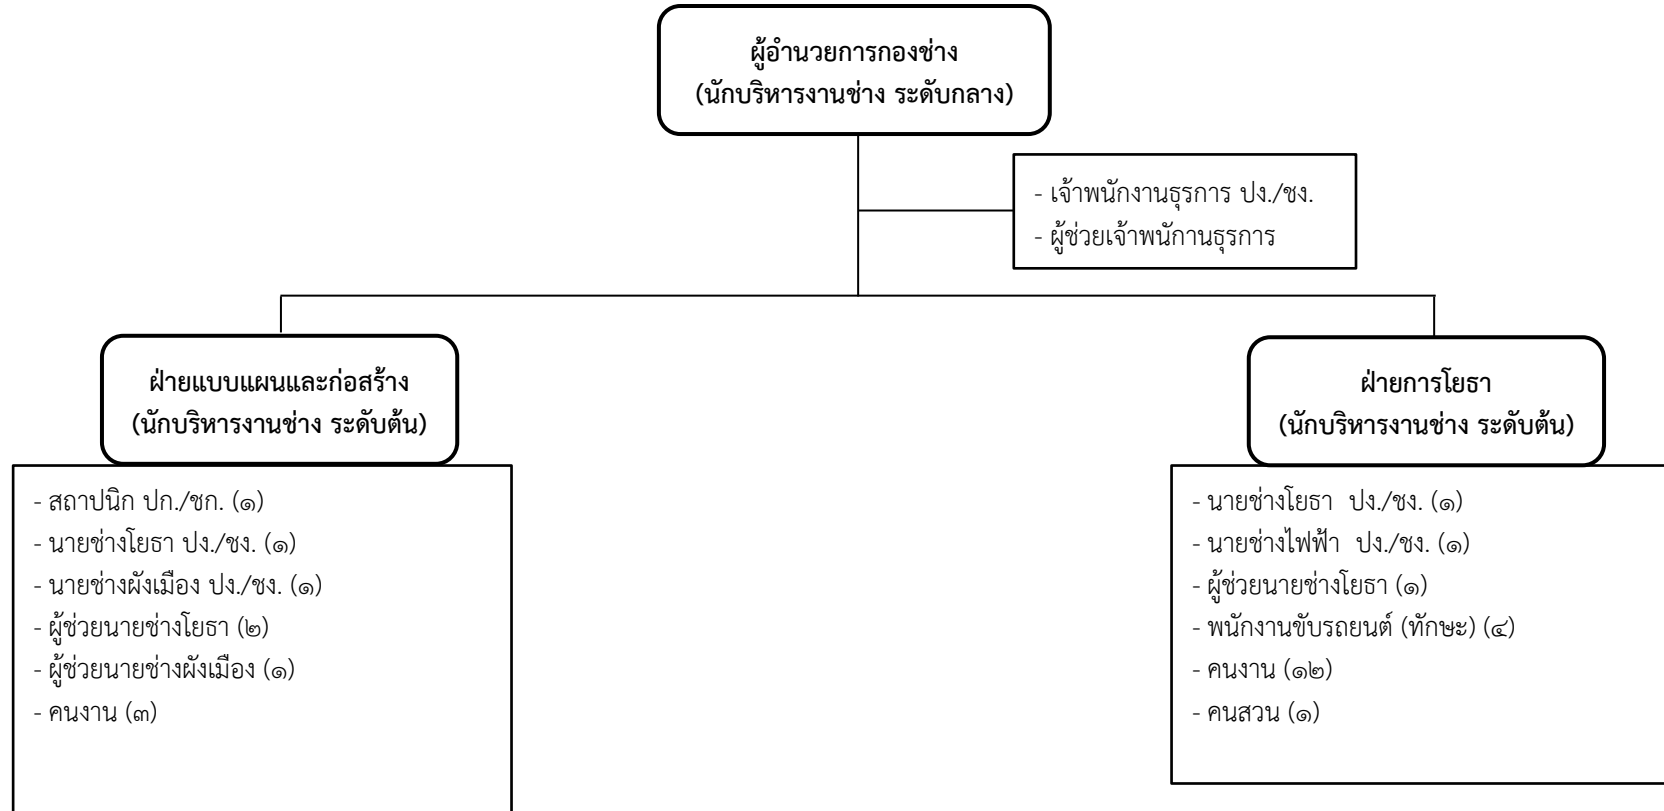 ผู้อำนวยการกองช่าง
(นักบริหารงานช่าง ระดับกลาง)
- เจ้าพนักงานธุรการ ปง./ชง.
- ผู้ช่วยเจ้าพนักานธุรการ
ฝ่ายแบบแผนและก่อสร้าง
(นักบริหารงานช่าง ระดับต้น)
- สถาปนิก ปก./ชก. (๑)
- นายช่างโยธา ปง./ชง. (๑)
- นายช่างผังเมือง ปง./ชง. (๑)
- ผู้ช่วยนายช่างโยธา (๒)
- ผู้ช่วยนายช่างผังเมือง (๑)
- คนงาน (๓)
ฝ่ายการโยธา
(นักบริหารงานช่าง ระดับต้น)
- นายช่างโยธา ปง./ชง. (๑)
- นายช่างไฟฟ้า ปง./ชง. (๑)
- ผู้ช่วยนายช่างโยธา (๑)
- พนักงานขับรถยนต์ (ทักษะ) (๔)
- คนงาน (๑๒)
- คนสวน (๑)